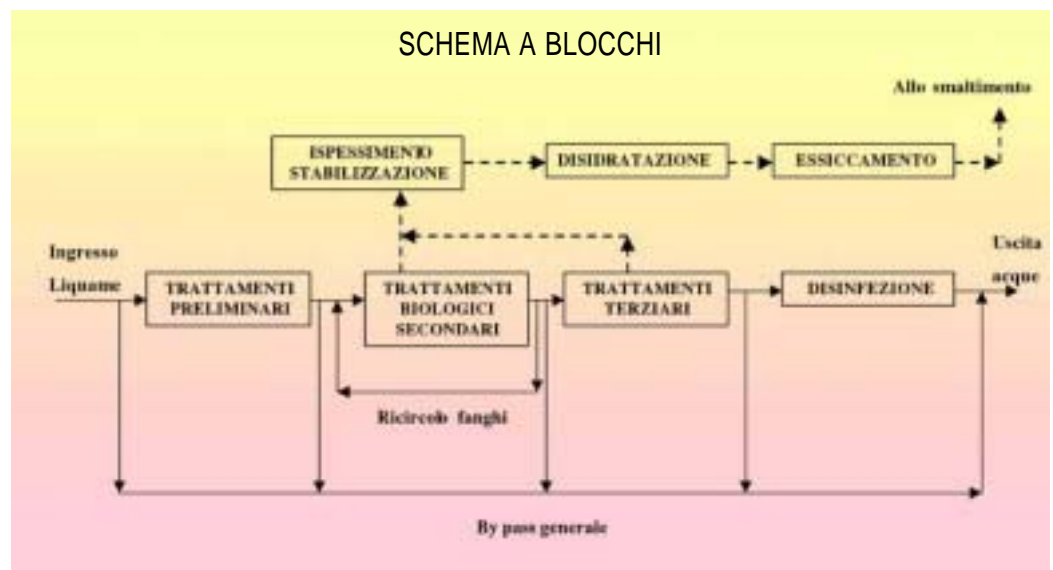 SCHEMA A BLOCCHI
Allo smaltimento
ISPESSIMENTO
STABILIZZAZIONE
DISIDRATAZIONE
ESSICCAMENTO
Ingresso
Liquame
TRATTAMENTI
PRELIMINARI
TRATTAMENTI
BIOLOGICI
SECONDARI
TRATTAMENTI
TERZIARI
DISINFEZIONE
Uscita
acque
Ricircolo fanghi
By pass generale